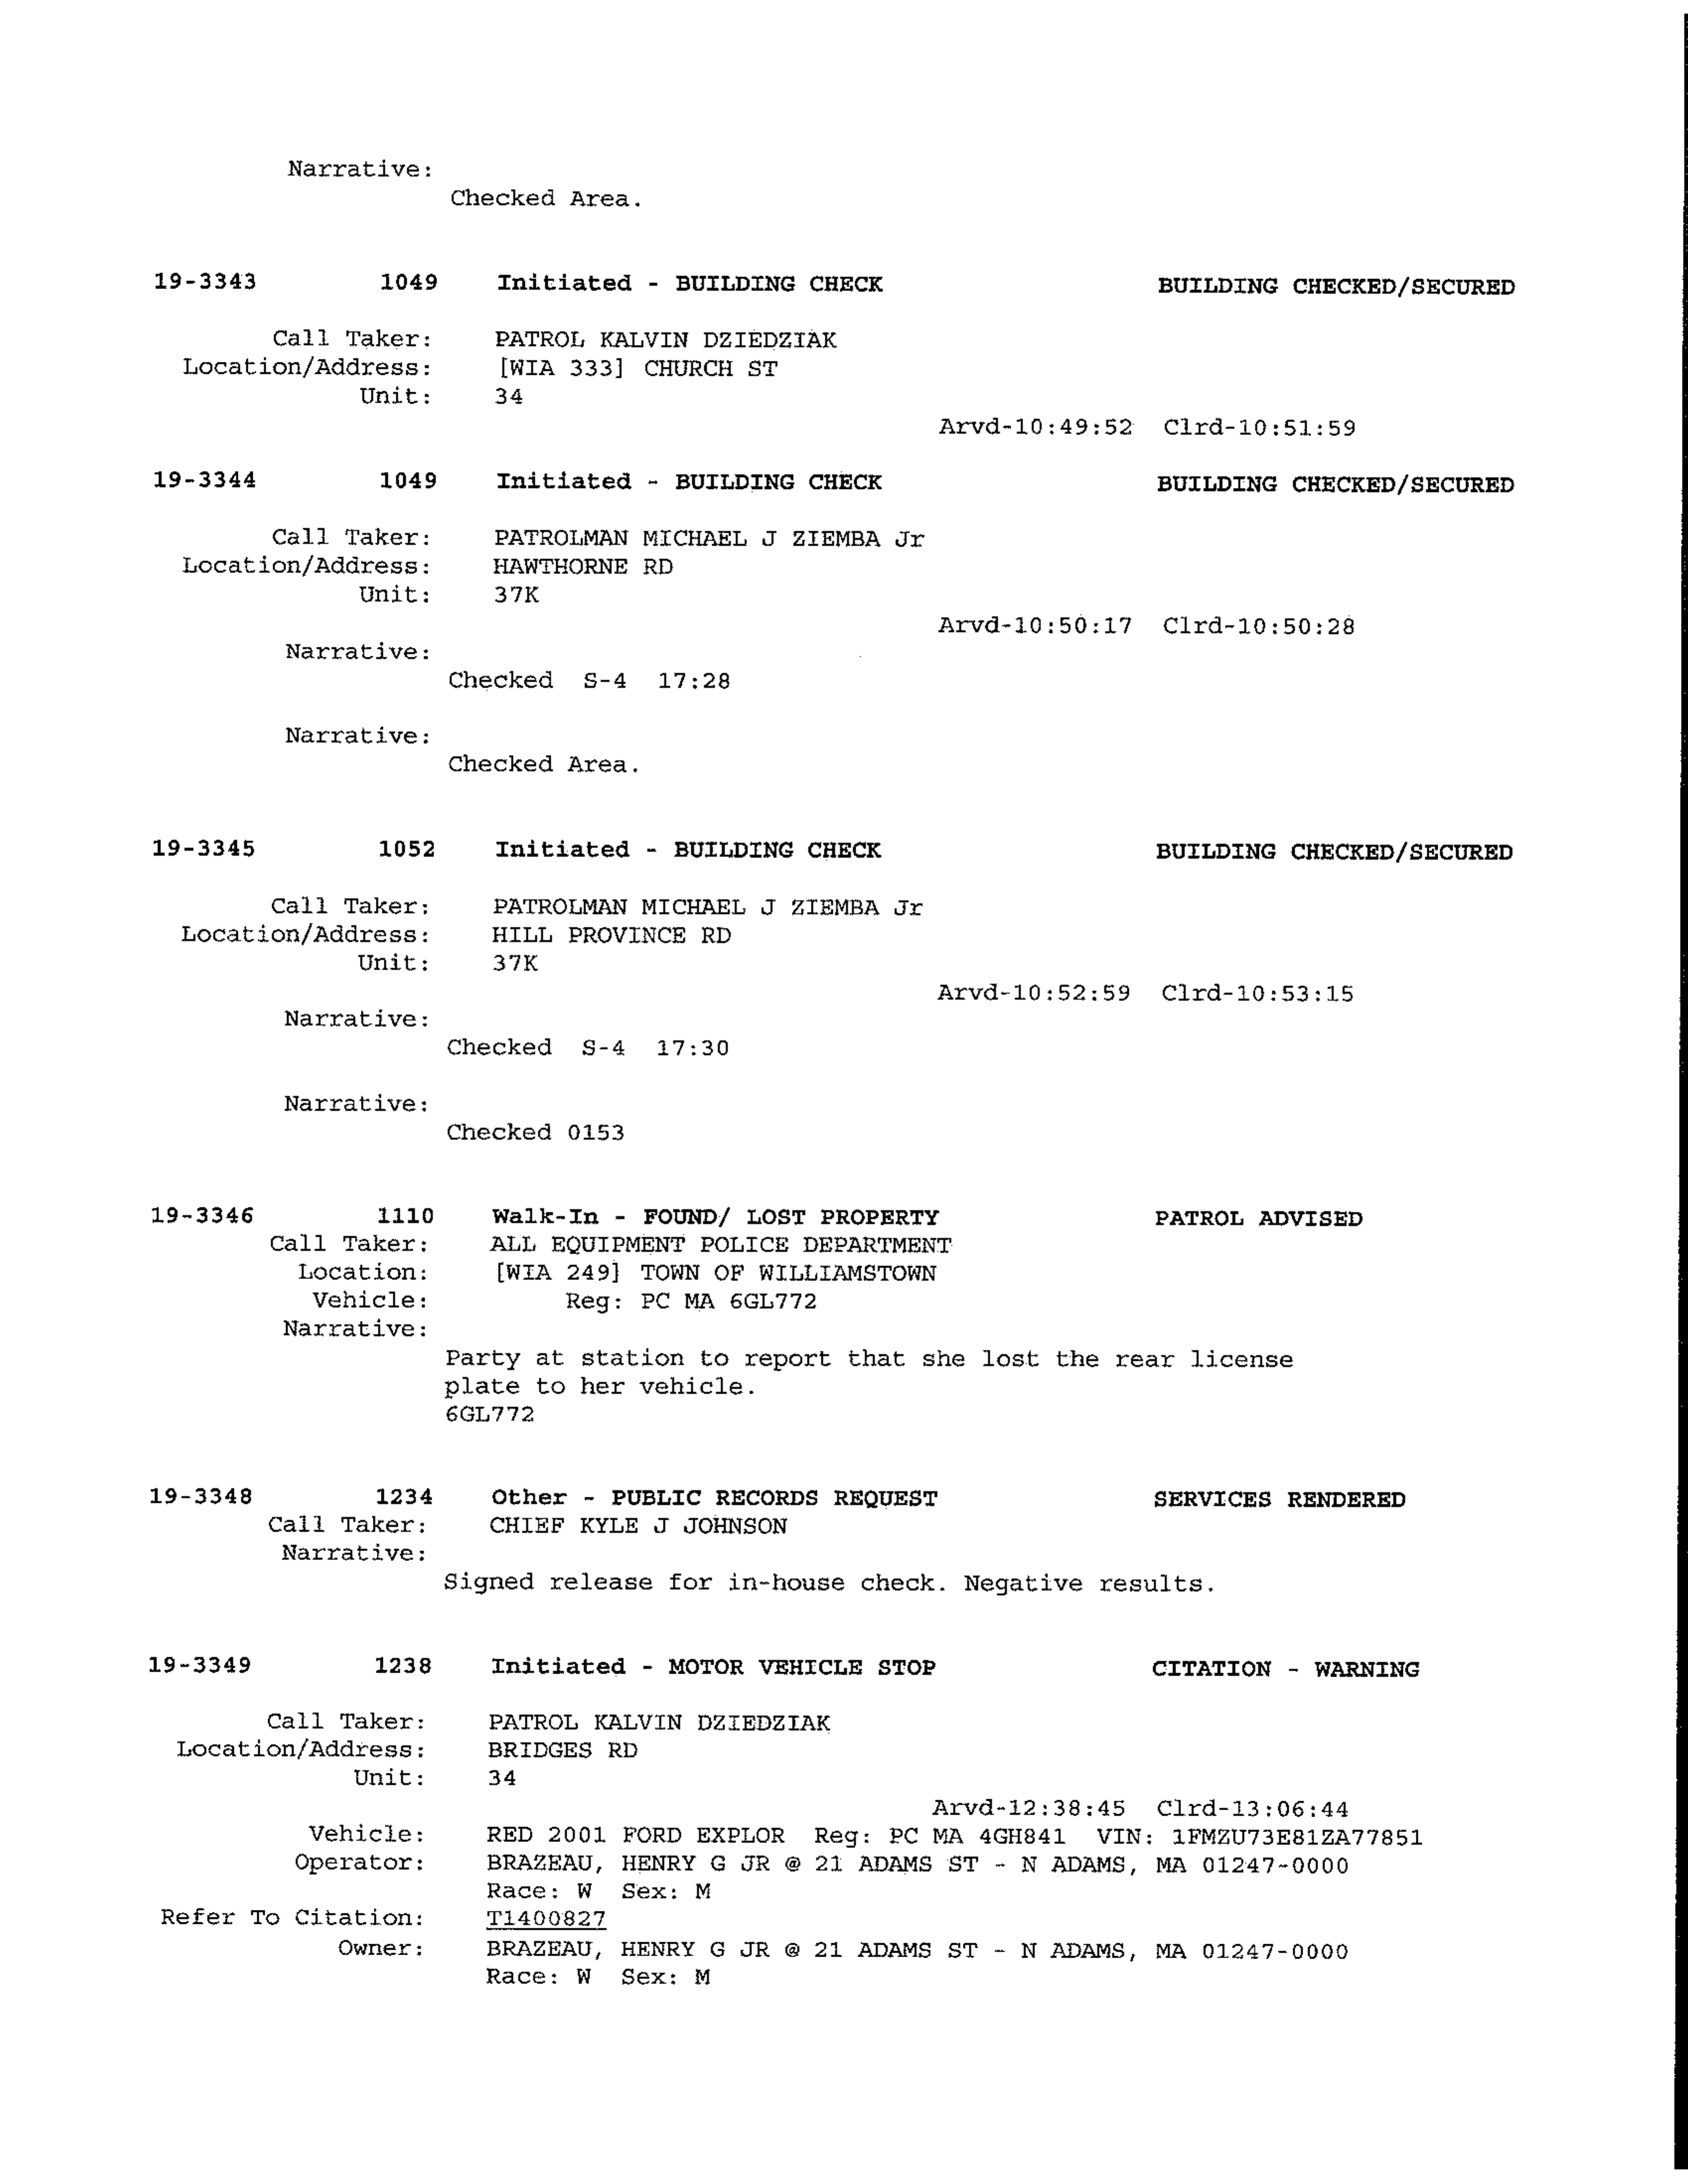 Narrative:
Checked Area.
19-3343 1049 Initiated - BUILDING CHECK BUILDING CHECKED/SECURED
Call Taker: PATROL KALVIN DZIEDZIAK
Location/Address: [WIA 333] CHURCH ST
Unit: 34
Arvd-10:49:52 Clrd-10:51:59
19-3344 1049 Initiated - BUILDING CHECK BUILDING CHECKED/SECURED
Call Taker: PATROLMAN MICHAEL J ZIEMBA Jr
Location/Address: HAWTHORNE RD
Unit: 37K
Arvd-10:50:17 Clrd-10:50:28
Narrative:
Checked S-4 17:28
Narrative:
Checked Area.
19-3345 1052 Initiated - BUILDING CHECK BUILDING CHECKED/SECURED
Call Taker: PATROLMAN MICHAEL J ZIEMBA Jr
Location/Address: HILL PROVINCE RD
Unit: 37K
Arvd-10:52:59 Clrd-10:53:15
Narrative:
Checked S-4 17:30
Narrative:
Checked 0153
19-3346 1110 Walk-In - FOUND/ LOST PROPERTY PATROL ADVISED
Call Taker: ALL EQUIPMENT POLICE DEPARTMENT
Location: [WIA 249] TOWN OF WILLIAMSTOWN
Vehicle: Reg: PC MA 6GL772
Narrative:
Party at station to report that she lost the rear license
plate to her vehicle.
6GL772
19-3348 1234 Other - PUBLIC RECORDS REQUEST SERVICES RENDERED
Call Taker: CHIEF KYLE J JOHNSON
Narrative:
Signed release for in-house check. Negative results.
19-3349 1238 Initiated - MOTOR VEHICLE STOP CITATION - WARNING
Call Taker: PATROL KALVIN DZIEDZIAK
Location/Address: BRIDGES RD
Unit: 34
Arvd-12:38:45 Clrd-13:06:44
Vehicle: RED 2001 FORD EXPLOR Reg: PC MA 4GH841 VIN: 1FMZU73E81ZA77851
Operator: BRAZEAU, HENRY G JR @ 21 ADAMS ST - N ADAMS, MA 01247-0000
Race: W Sex: M
Refer To Citation: T1400827
Owner: BRAZEAU, HENRY G JR @ 21 ADAMS ST - N ADAMS, MA 01247-0000
Race: W Sex: M